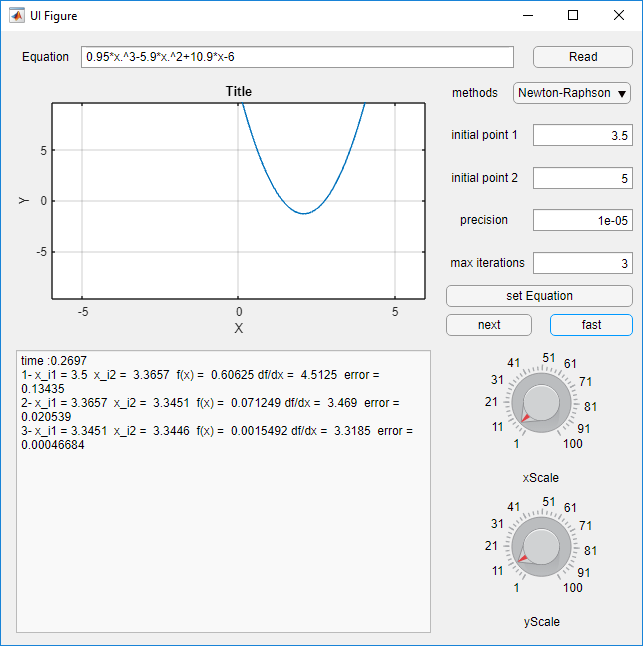 UI Figure
Equation 0.95*x.^3-5.9*x.^2+10.9*x-6 Read
Title
methods Newton-Raphson
initial point 1 3.5
initial point 2 5
precision 1e-05
max iterations 3
set Equation
next fast
5
0
-5
Y
-5 0 5
X
time :0.2697
1- x_i1 = 3.5 x_i2 = 3.3657 f(x) = 0.60625 df/dx = 4.5125 error =
0.13435
2- x_i1 = 3.3657 x_i2 = 3.3451 f(x) = 0.071249 df/dx = 3.469 error =
0.020539
3- x_i1 = 3.3451 x_i2 = 3.3446 f(x) = 0.0015492 df/dx = 3.3185 error =
0.00046684
1 11 21 31 41 51 61 71 81 91 100
xScale
1 11 21 31 41 51 61 71 81 91 100
yScale